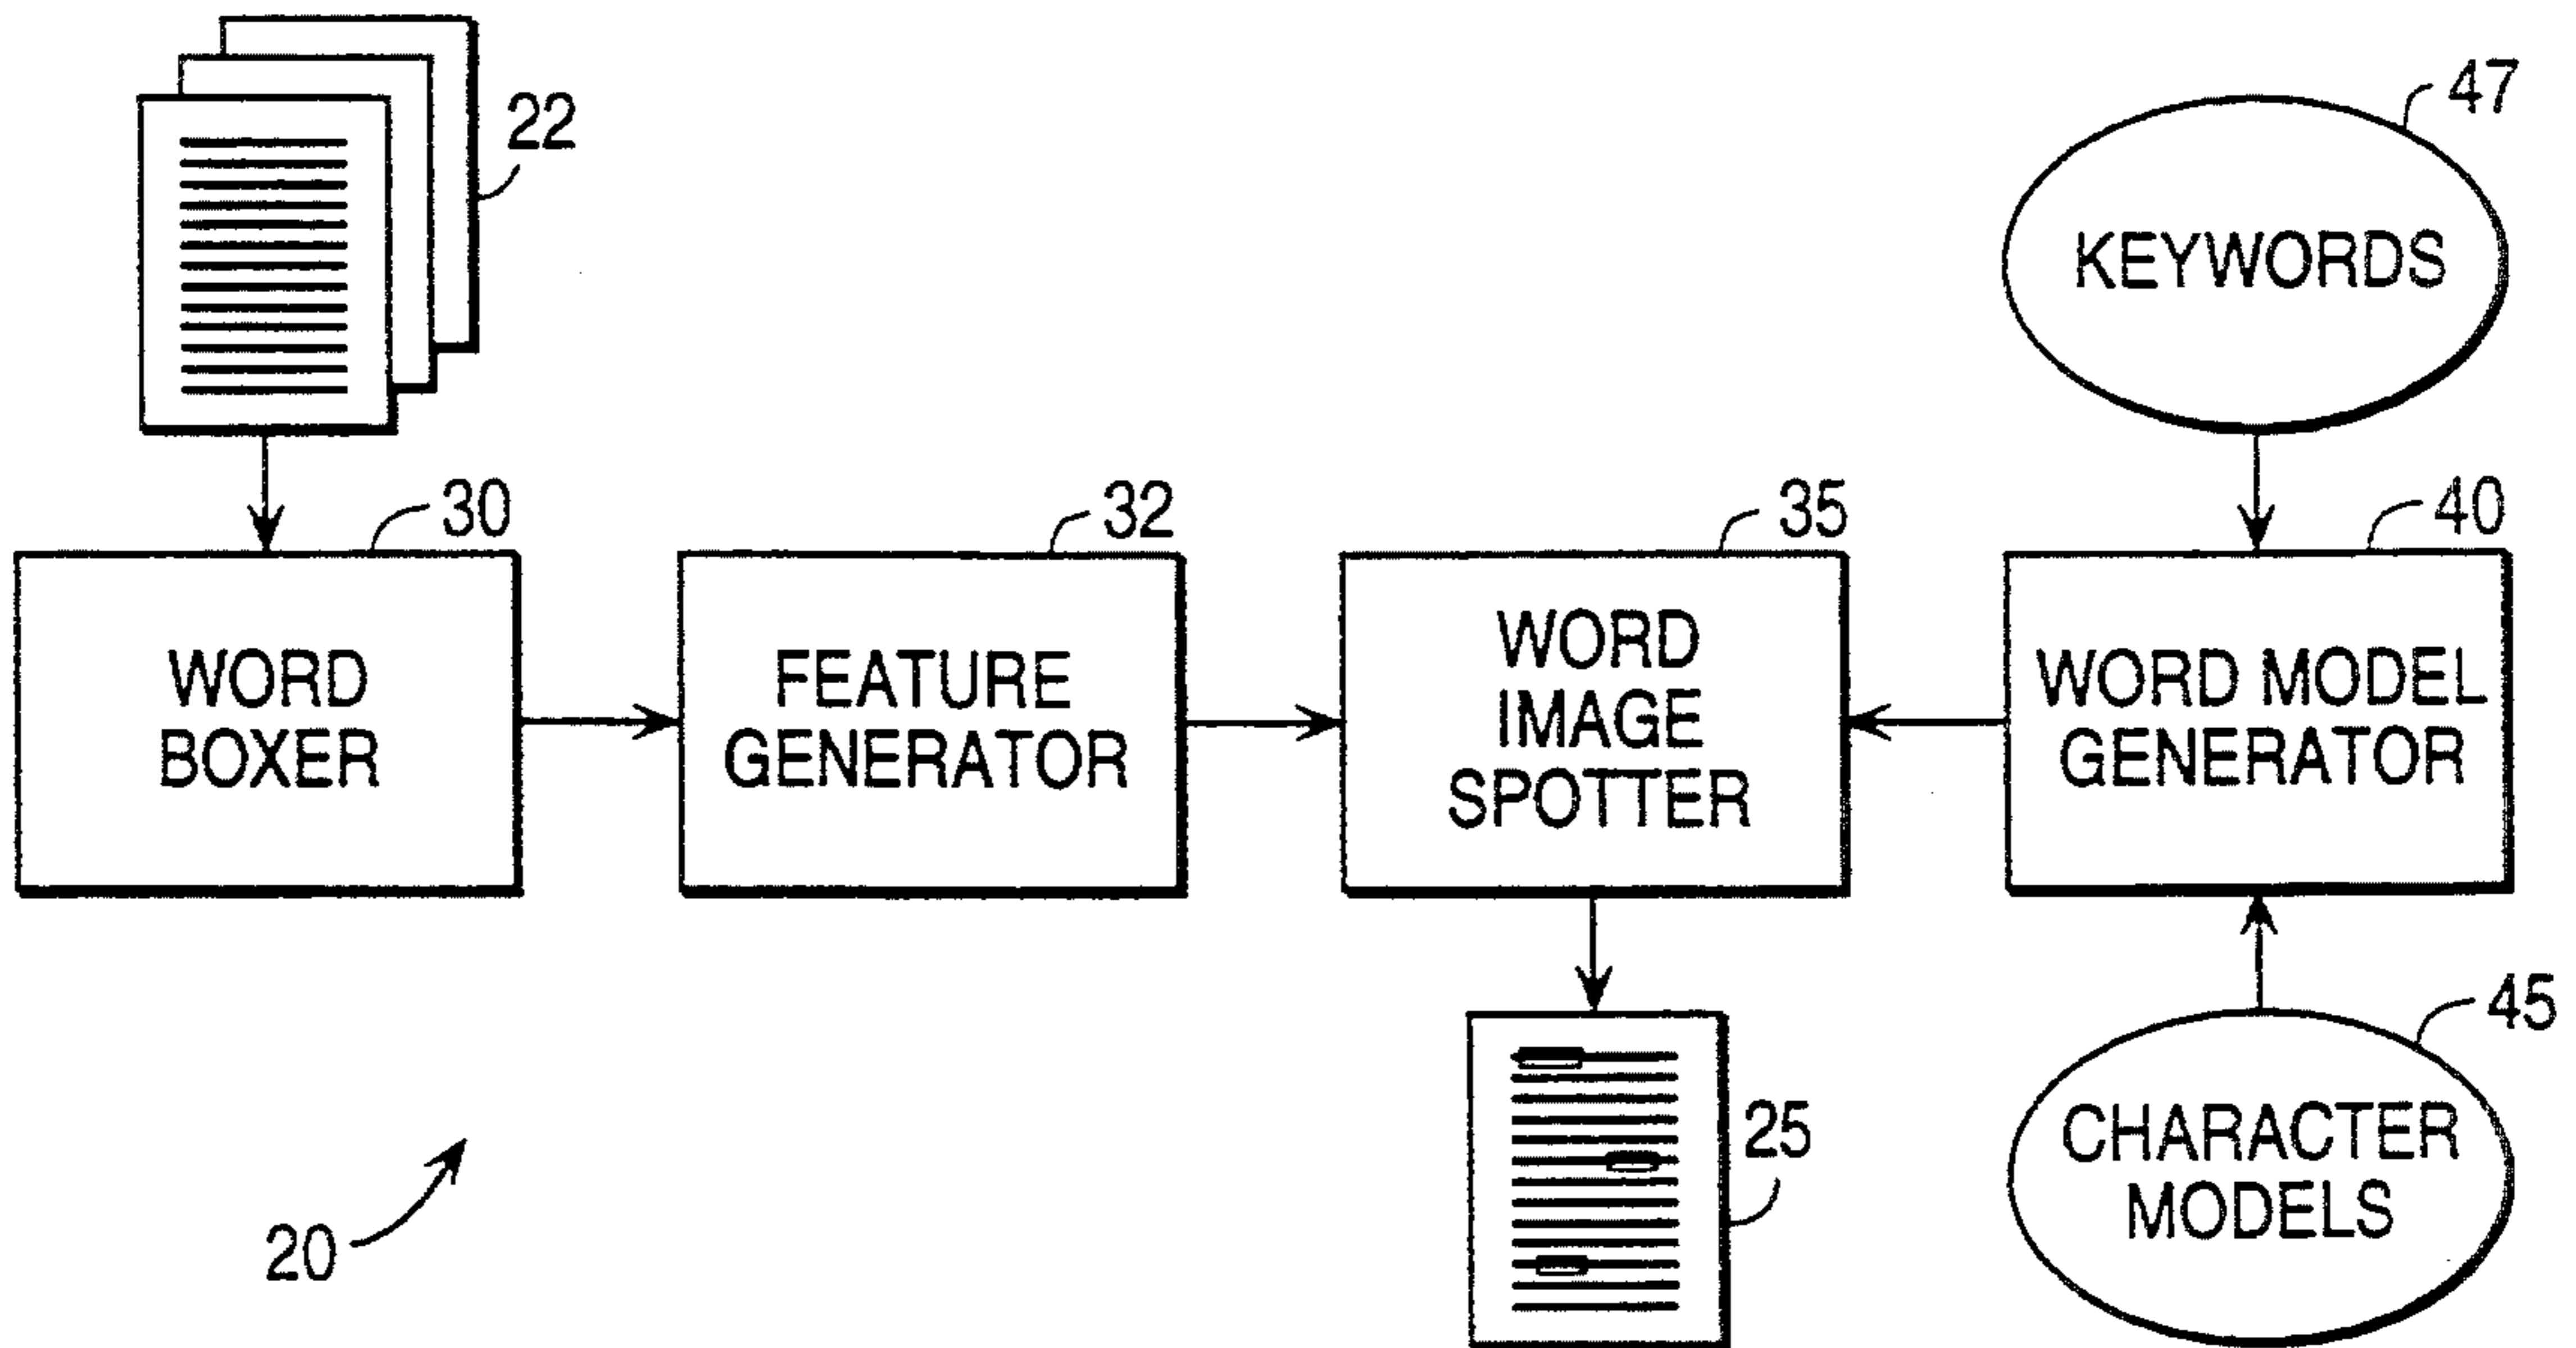 22
47
KEYWORDS
30
32
35
40
WORD
BOXER
FEATURE
GENERATOR
WORD
IMAGE
SPOTTER
WORD MODEL
GENERATOR
45
25
CHARACTER
MODELS
20